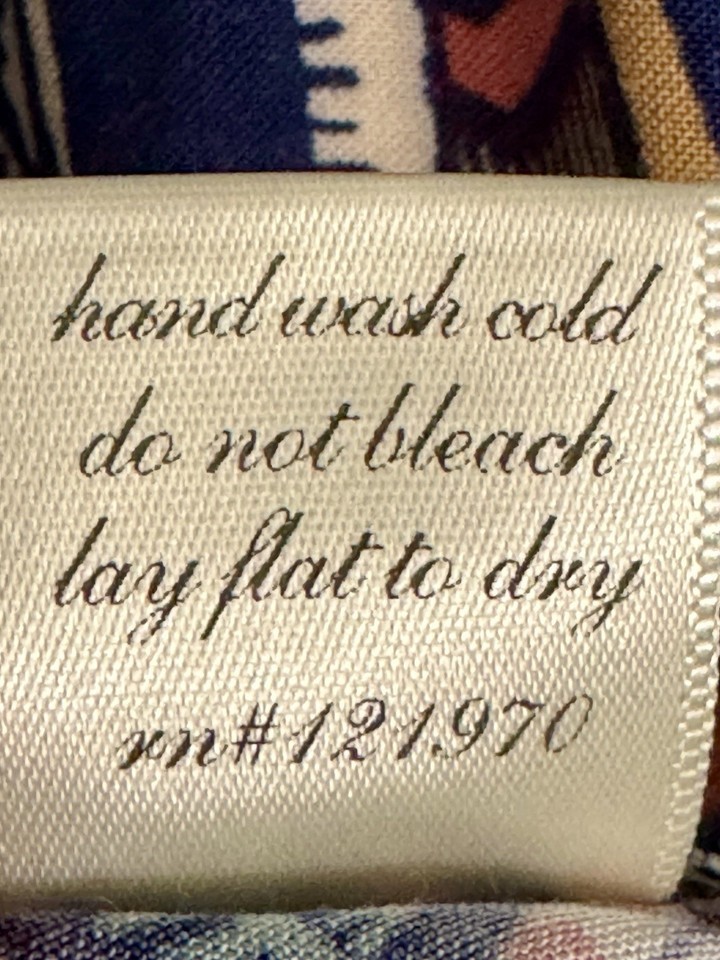 hand wash cold
do not bleach
lay flat to dry
rn#121970